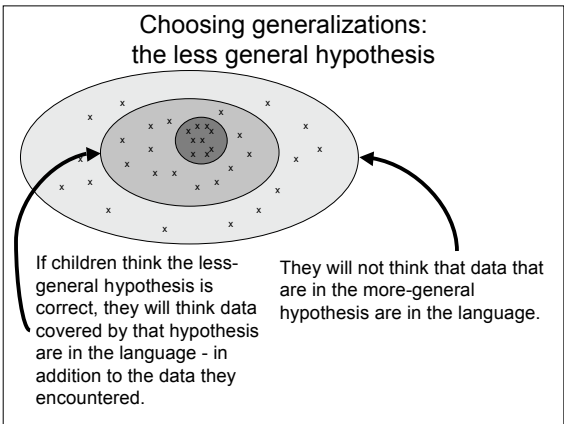 Choosing generalizations:
the less general hypothesis
If children think the less-
general hypothesis is
correct, they will think data
covered by that hypothesis
are in the language - in
addition to the data they
encountered.
They will not think that data that
are in the more-general
hypothesis are in the language.